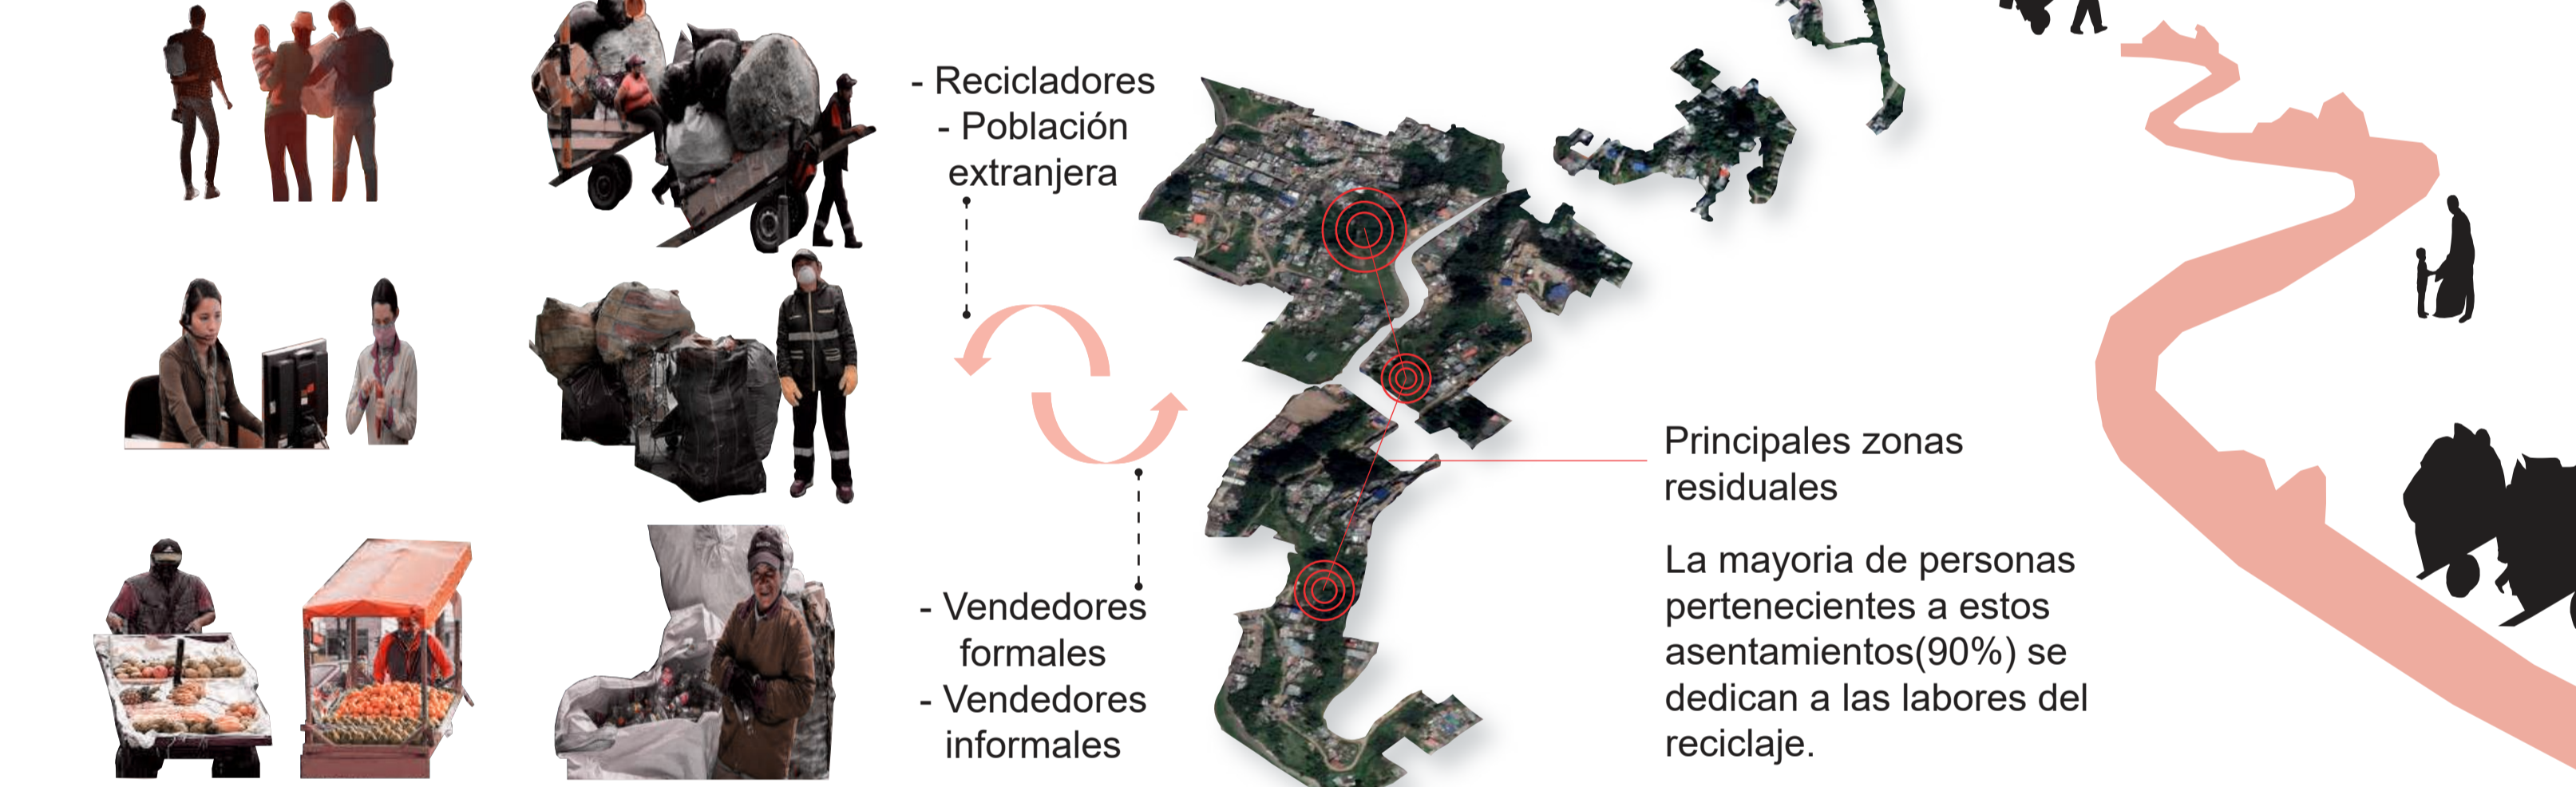 - Recicladores
- Población
extranjera
- Vendedores
formales
- Vendedores
informales
Principales zonas
residuales
La mayoria de personas
pertenecientes a estos
asentamientos(90%) se
dedican a las labores del
reciclaje.